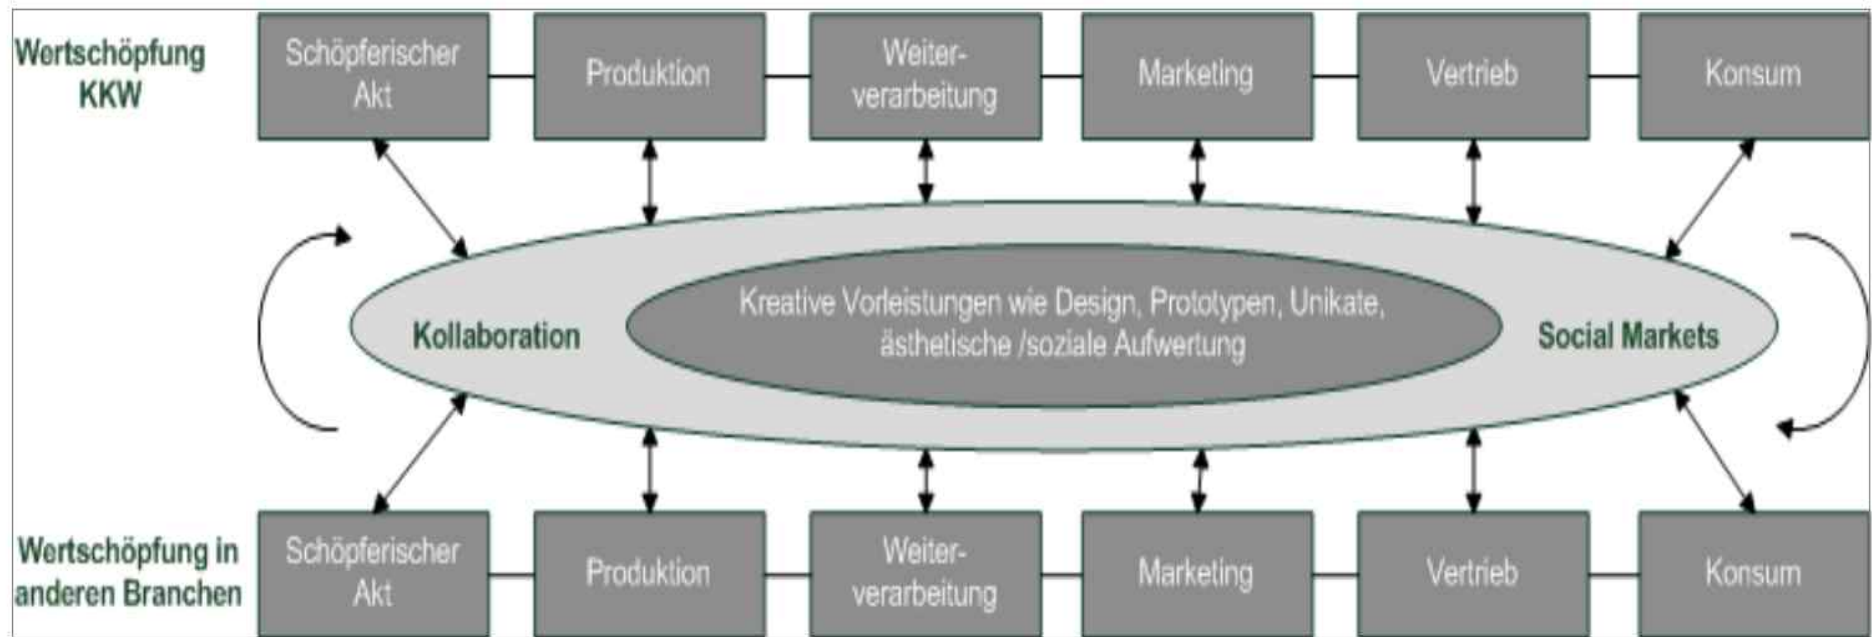 Wertschöpfung
KKW
Schöpferischer
Akt
Produktion
Weiter-
verarbeitung
Marketing
Vertrieb
Konsum
Kollaboration
Kreative Vorleistungen wie Design, Prototypen, Unikate,
ästhetische /soziale Aufwertung
Social Markets
Wertschöpfung in
anderen Branchen
Schöpferischer
Akt
Produktion
Weiter-
verarbeitung
Marketing
Vertrieb
Konsum